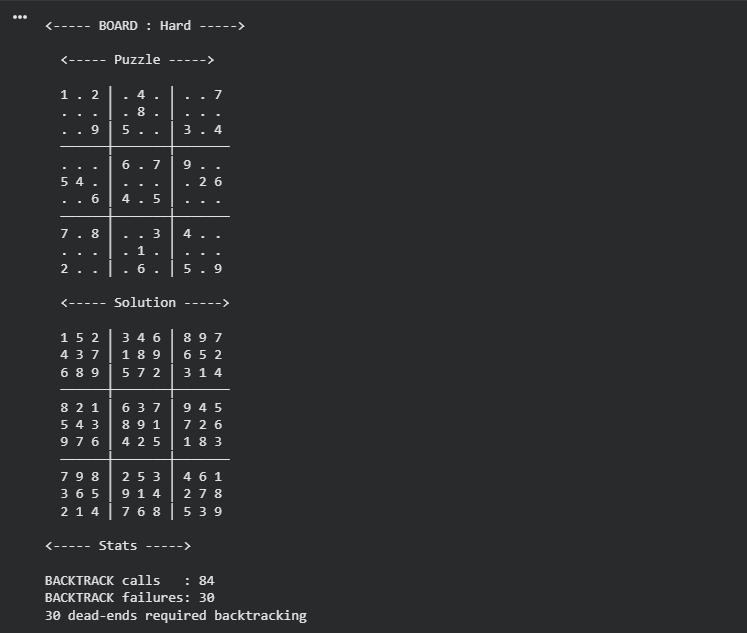 <----- BOARD : Hard ----->
<----- Puzzle ----->
1 . 2 | . 4 . | . . 7
. . . | . 8 . | . . .
. . 9 | 5 . . | 3 . 4
. . . | 6 . 7 | 9 . .
5 4 . | . . . | . 2 6
. . 6 | 4 . 5 | . . .
7 . 8 | . . 3 | 4 . .
. . . | . 1 . | . . .
2 . . | . 6 . | 5 . 9
<----- Solution ----->
1 5 2 | 3 4 6 | 8 9 7
4 3 7 | 1 8 9 | 6 5 2
6 8 9 | 5 7 2 | 3 1 4
8 2 1 | 6 3 7 | 9 4 5
5 4 3 | 8 9 1 | 7 2 6
9 7 6 | 4 2 5 | 1 8 3
7 9 8 | 2 5 3 | 4 6 1
3 6 5 | 9 1 4 | 2 7 8
2 1 4 | 7 6 8 | 5 3 9
<----- Stats ----->
BACKTRACK calls   : 84
BACKTRACK failures: 30
30 dead-ends required backtracking